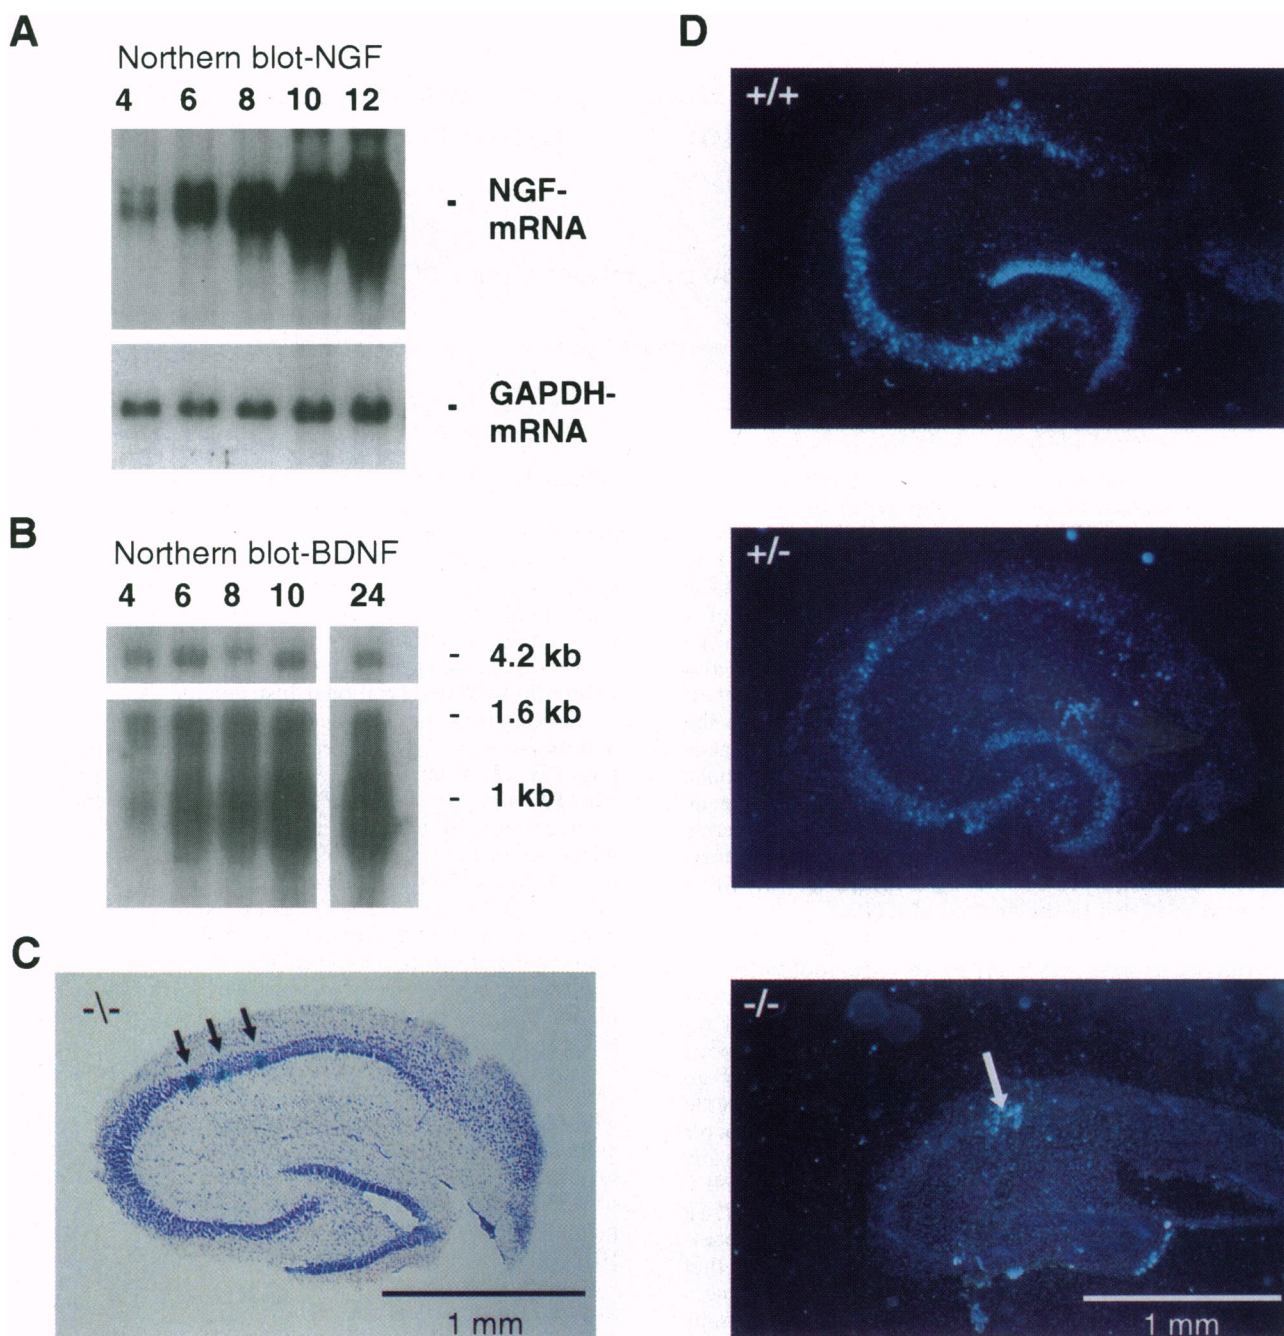 A
Northern blot-NGF
4 6 8 10 12
NGF-
mRNA
GAPDH-
mRNA
B
Northern blot-BDNF
4 6 8 10 24
4.2 kb
1.6 kb
1 kb
C
-\-
1 mm
D
+/+
+/-
-/-
1 mm